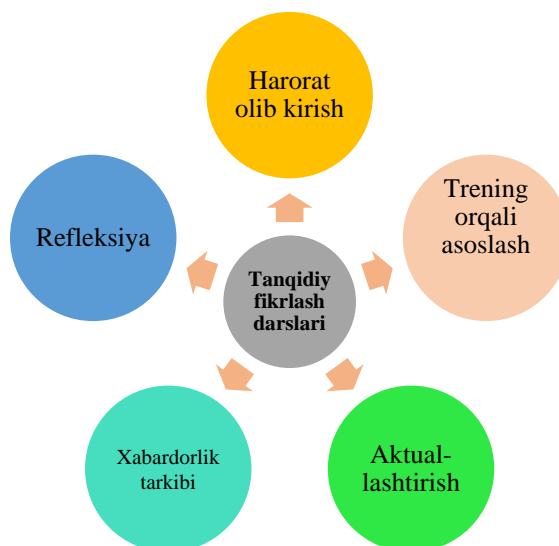 Harorat
olib kirish
Trening
orqali
asoslash
Refleksiya
Tanqidiy
fikrlash
darslari
Xabardorlik
tarkibi
Aktual-
lashtirish